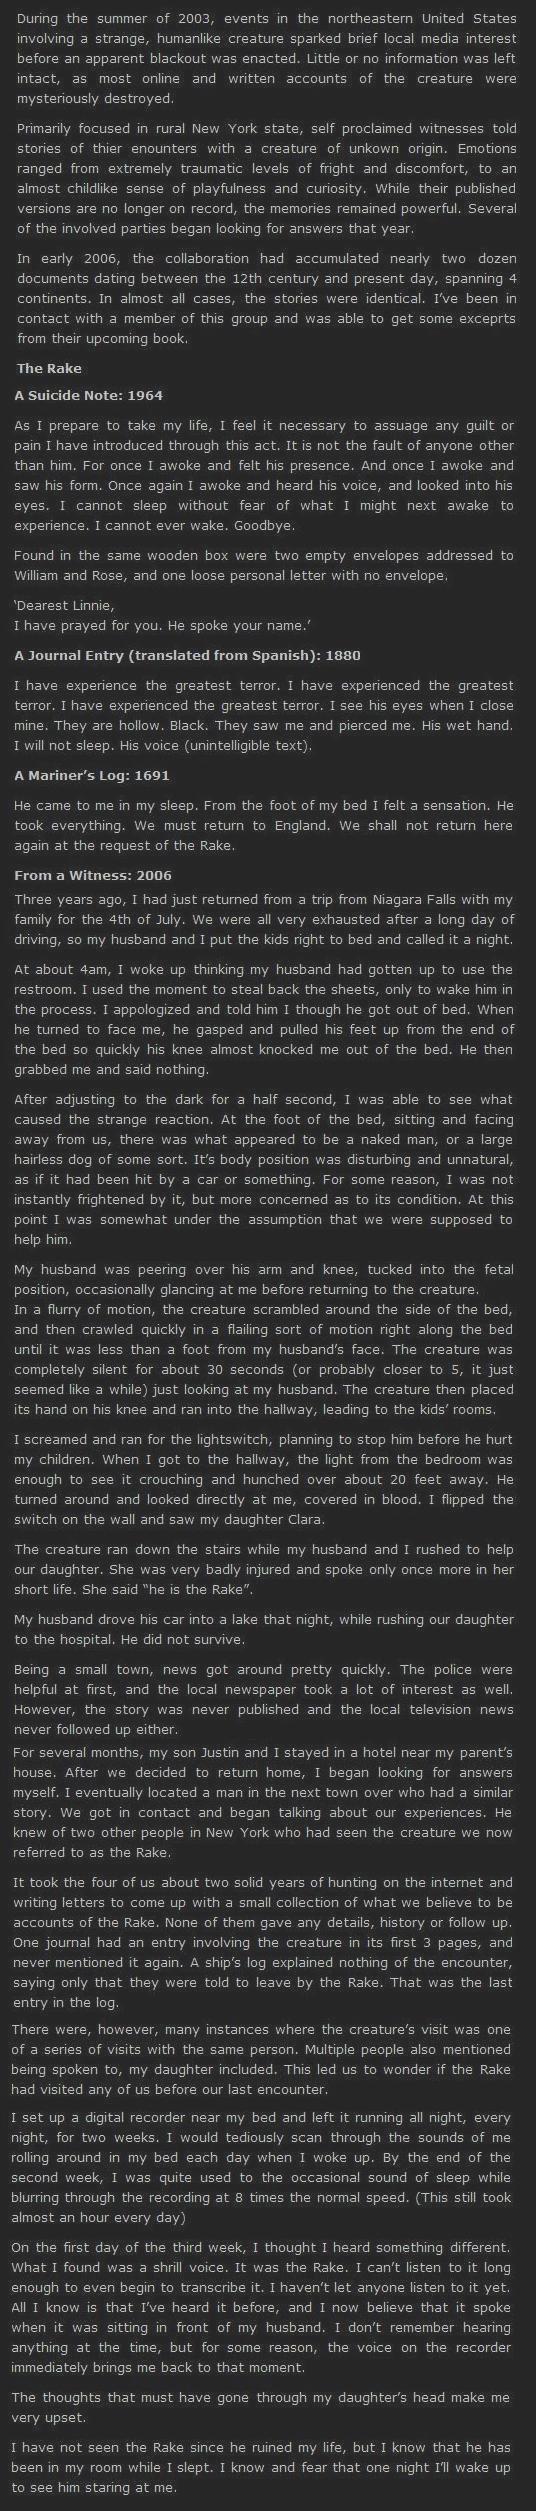 During the summer of 2003, events in the northeastern United States
involving a strange, humanlike creature sparked brief local media interest
before an apparent blackout was enacted. Little or no information was left
intact, as most online and written accounts of the creature were
mysteriously destroyed.
Primarily focused in rural New York state, self proclaimed witnesses told
stories of thier enounters with a creature of unkown origin. Emotions
ranged from extremely traumatic levels of fright and discomfort, to an
almost childlike sense of playfulness and curiosity. While their published
versions are no longer on record, the memories remained powerful. Several
of the involved parties began looking for answers that year.
In early 2006, the collaboration had accumulated nearly two dozen
documents dating between the 12th century and present day, spanning 4
continents. In almost all cases, the stories were identical. I've been in
contact with a member of this group and was able to get some exceprts
from their upcoming book.
The Rake
A Suicide Note: 1964
As I prepare to take my life, I feel it necessary to assuage any guilt or
pain I have introduced through this act. It is not the fault of anyone other
than him. For once I awoke and felt his presence. And once I awoke and
saw his form. Once again I awoke and heard his voice, and looked into his
eyes. I cannot sleep without fear of what I might next awake to
experience. I cannot ever wake. Goodbye.
Found in the same wooden box were two empty envelopes addressed to
William and Rose, and one loose personal letter with no envelope.
'Dearest Linnie,
I have prayed for you. He spoke your name.'
A Journal Entry (translated from Spanish): 1880
I have experience the greatest terror. I have experienced the greatest
terror. I have experienced the greatest terror. I see his eyes when I close
mine. They are hollow. Black. They saw me and pierced me. His wet hand.
I will not sleep. His voice (unintelligible text).
A Mariner's Log: 1691
He came to me in my sleep. From the foot of my bed I felt a sensation. He
took everything. We must return to England. We shall not return here
again at the request of the Rake.
From a Witness: 2006
Three years ago, I had just returned from a trip from Niagara Falls with my
family for the 4th of July. We were all very exhausted after a long day of
driving, so my husband and I put the kids right to bed and called it a night.
At about 4am, I woke up thinking my husband had gotten up to use the
restroom. I used the moment to steal back the sheets, only to wake him in
the process. I appologized and told him I though he got out of bed. When
he turned to face me, he gasped and pulled his feet up from the end of
the bed so quickly his knee almost knocked me out of the bed. He then
grabbed me and said nothing.
After adjusting to the dark for a half second, I was able to see what
caused the strange reaction. At the foot of the bed, sitting and facing
away from us, there was what appeared to be a naked man, or a large
hairless dog of some sort. It's body position was disturbing and unnatural,
as if it had been hit by a car or something. For some reason, I was not
instantly frightened by it, but more concerned as to its condition. At this
point I was somewhat under the assumption that we were supposed to
help him.
My husband was peering over his arm and knee, tucked into the fetal
position, occasionally glancing at me before returning to the creature.
In a flurry of motion, the creature scrambled around the side of the bed,
and then crawled quickly in a flailing sort of motion right along the bed
until it was less than a foot from my husband's face. The creature was
completely silent for about 30 seconds (or probably closer to 5, it just
seemed like a while) just looking at my husband. The creature then placed
its hand on his knee and ran into the hallway, leading to the kids' rooms.
I screamed and ran for the lightswitch, planning to stop him before he hurt
my children. When I got to the hallway, the light from the bedroom was
enough to see it crouching and hunched over about 20 feet away. He
turned around and looked directly at me, covered in blood. I flipped the
switch on the wall and saw my daughter Clara.
The creature ran down the stairs while my husband and I rushed to help
our daughter. She was very badly injured and spoke only once more in her
short life. She said "he is the Rake".
My husband drove his car into a lake that night, while rushing our daughter
to the hospital. He did not survive.
Being a small town, news got around pretty quickly. The police were
helpful at first, and the local newspaper took a lot of interest as well.
However, the story was never published and the local television news
never followed up either.
For several months, my son Justin and I stayed in a hotel near my parent's
house. After we decided to return home, I began looking for answers
myself. I eventually located a man in the next town over who had a similar
story. We got in contact and began talking about our experiences. He
knew of two other people in New York who had seen the creature we now
referred to as the Rake.
It took the four of us about two solid years of hunting on the internet and
writing letters to come up with a small collection of what we believe to be
accounts of the Rake. None of them gave any details, history or follow up.
One journal had an entry involving the creature in its first 3 pages, and
never mentioned it again. A ship's log explained nothing of the encounter,
saying only that they were told to leave by the Rake. That was the last
entry in the log.
There were, however, many instances where the creature's visit was one
of a series of visits with the same person. Multiple people also mentioned
being spoken to, my daughter included. This led us to wonder if the Rake
had visited any of us before our last encounter.
I set up a digital recorder near my bed and left it running all night, every
night, for two weeks. I would tediously scan through the sounds of me
rolling around in my bed each day when I woke up. By the end of the
second week, I was quite used to the occasional sound of sleep while
blurring through the recording at 8 times the normal speed. (This still took
almost an hour every day)
On the first day of the third week, I thought I heard something different.
What I found was a shrill voice. It was the Rake. I can't listen to it long
enough to even begin to transcribe it. I haven't let anyone listen to it yet.
All I know is that I've heard it before, and I now believe that it spoke
when it was sitting in front of my husband. I don't remember hearing
anything at the time, but for some reason, the voice on the recorder
immediately brings me back to that moment.
The thoughts that must have gone through my daughter's head make me
very upset.
I have not seen the Rake since he ruined my life, but I know that he has
been in my room while I slept. I know and fear that one night I'll wake up
to see him staring at me.